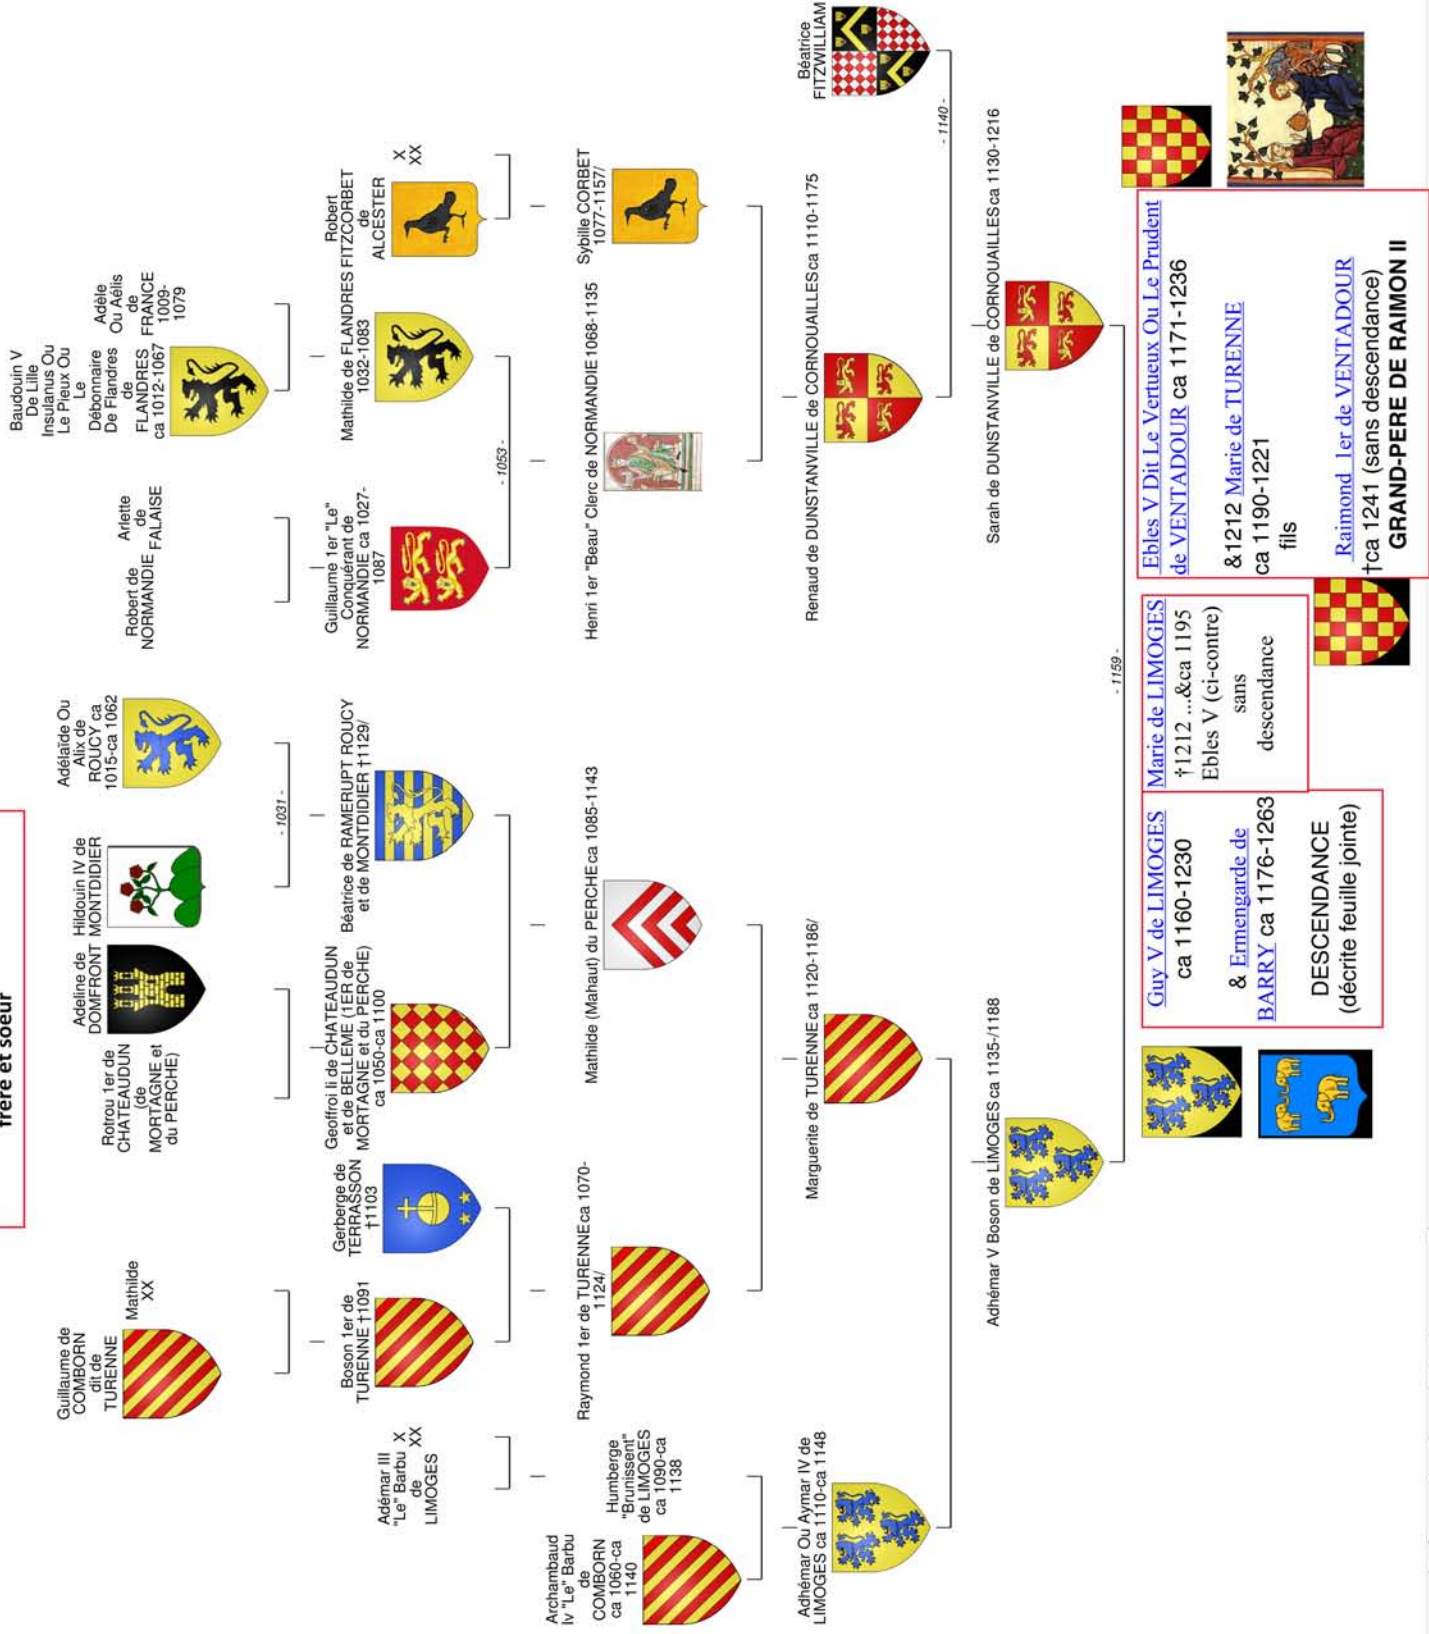 frère et soeur
Guillaume de
COMBORN
dit de
TURENNE
Mathilde
XX
Rotrou 1er de
CHATEAUDUN
(de
MORTAGNE et
du PERCHE)
Adeline de
DOMFRONT
Hildouin IV de
MONTDIDIER
Adélaïde Ou
Alix de
ROUCY ca
1015-ca 1062
Robert de
NORMANDIE
Arlette
de
FALAISE
Baudouin V
De Lille
Insulanus Ou
Le Pieux Ou
Le
Débonnaire
De Flandres
de
FLANDRES
ca 1012-1067
Adèle
Ou Aélis
de
FRANCE
1009-
1079
- 1031 -
Adémar III
"Le" Barbu
de
LIMOGES
X
XX
Boson 1er de
TURENNE †1091
Gerberge de
TERRASSON
†1103
Geoffroi Ii de CHATEAUDUN
et de BELLEME (1ER de
MORTAGNE et du PERCHE)
ca 1050-ca 1100
Béatrice de RAMERUPT ROUCY
et de MONTDIDIER †1129/
Guillaume 1er "Le"
Conquérant de
NORMANDIE ca 1027-
1087
Mathilde de FLANDRES
1032-1083
Robert
FITZCORBET
de
ALCESTER
X
XX
- 1053 -
Archambaud
Iv "Le" Barbu
de
COMBORN
ca 1060-ca
1140
Humberge
"Brunissent"
de LIMOGES
ca 1090-ca
1138
Raymond 1er de TURENNE ca 1070-
1124/
Mathilde (Mahaut) du PERCHE ca 1085-1143
Henri 1er "Beau" Clerc de NORMANDIE 1068-1135
Sybille CORBET
1077-1157/
Adhémar Ou Aymar IV de
LIMOGES ca 1110-ca 1148
Marguerite de TURENNE ca 1120-1186/
Renaud de DUNSTANVILLE de CORNOUAILLES ca 1110-1175
Béatrice
FITZWILLIAM
- 1140 -
Adhémar V Boson de LIMOGES ca 1135-/1188
Sarah de DUNSTANVILLE de CORNOUAILLES ca 1130-1216
- 1159 -
Guy V de LIMOGES
ca 1160-1230
& Ermengarde de
BARRY ca 1176-1263
DESCENDANCE
(décrite feuille jointe)
Marie de LIMOGES
†1212 ...&ca 1195
Ebles V (ci-contre)
sans
descendance
Ebles V Dit Le Vertueux Ou Le Prudent
de VENTADOUR ca 1171-1236
&1212 Marie de TURENNE
ca 1190-1221
fils
Raimond 1er de VENTADOUR
†ca 1241 (sans descendance)
GRAND-PERE DE RAIMON II